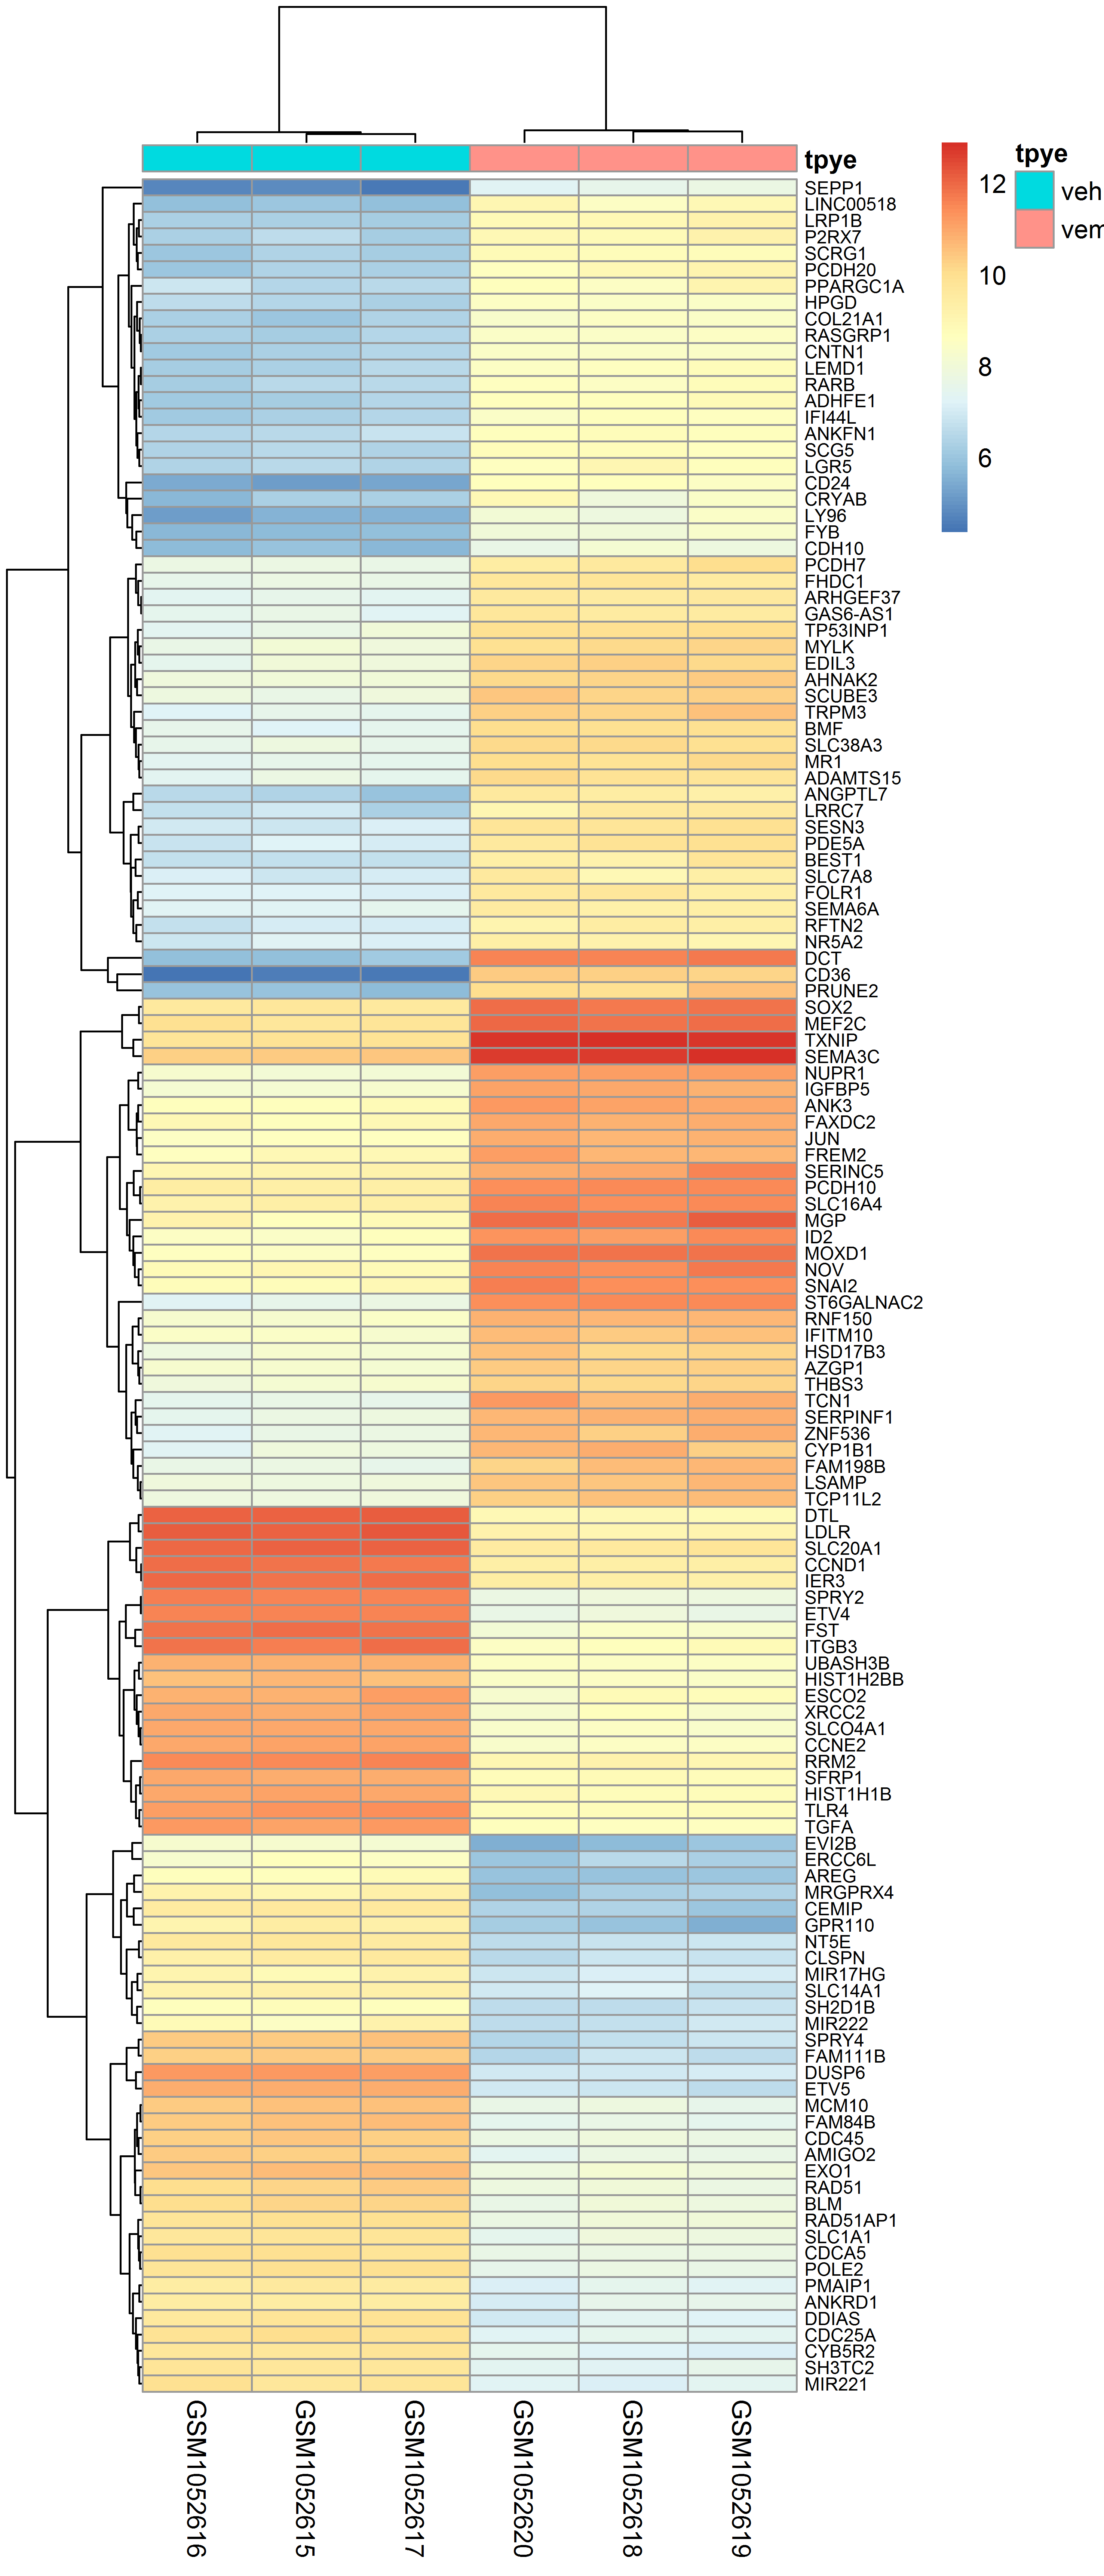 tpye
SEPP1
LINC00518
LRP1B
P2RX7
SCRG1
PCDH20
PPARGC1A
HPGD
COL21A1
RASGRP1
CNTN1
LEMD1
RARB
ADHFE1
IFI44L
ANKFN1
SCG5
LGR5
CD24
CRYAB
LY96
FYB
CDH10
PCDH7
FHDC1
ARHGEF37
GAS6-AS1
TP53INP1
MYLK
EDIL3
AHNAK2
SCUBE3
TRPM3
BMF
SLC38A3
MR1
ADAMTS15
ANGPTL7
LRRC7
SESN3
PDE5A
BEST1
SLC7A8
FOLR1
SEMA6A
RFTN2
NR5A2
DCT
CD36
PRUNE2
SOX2
MEF2C
TXNIP
SEMA3C
NUPR1
IGFBP5
ANK3
FAXDC2
JUN
FREM2
SERINC5
PCDH10
SLC16A4
MGP
ID2
MOXD1
NOV
SNAI2
ST6GALNAC2
RNF150
IFITM10
HSD17B3
AZGP1
THBS3
TCN1
SERPINF1
ZNF536
CYP1B1
FAM198B
LSAMP
TCP11L2
DTL
LDLR
SLC20A1
CCND1
IER3
SPRY2
ETV4
FST
ITGB3
UBASH3B
HIST1H2BB
ESCO2
XRCC2
SLCO4A1
CCNE2
RRM2
SFRP1
HIST1H1B
TLR4
TGFA
EVI2B
ERCC6L
AREG
MRGPRX4
CEMIP
GPR110
NT5E
CLSPN
MIR17HG
SLC14A1
SH2D1B
MIR222
SPRY4
FAM111B
DUSP6
ETV5
MCM10
FAM84B
CDC45
AMIGO2
EXO1
RAD51
BLM
RAD51AP1
SLC1A1
CDCA5
POLE2
PMAIP1
ANKRD1
DDIAS
CDC25A
CYB5R2
SH3TC2
MIR221
GSM1052616
GSM1052615
GSM1052617
GSM1052620
GSM1052618
GSM1052619
12
10
8
6
tpye
veh
vem